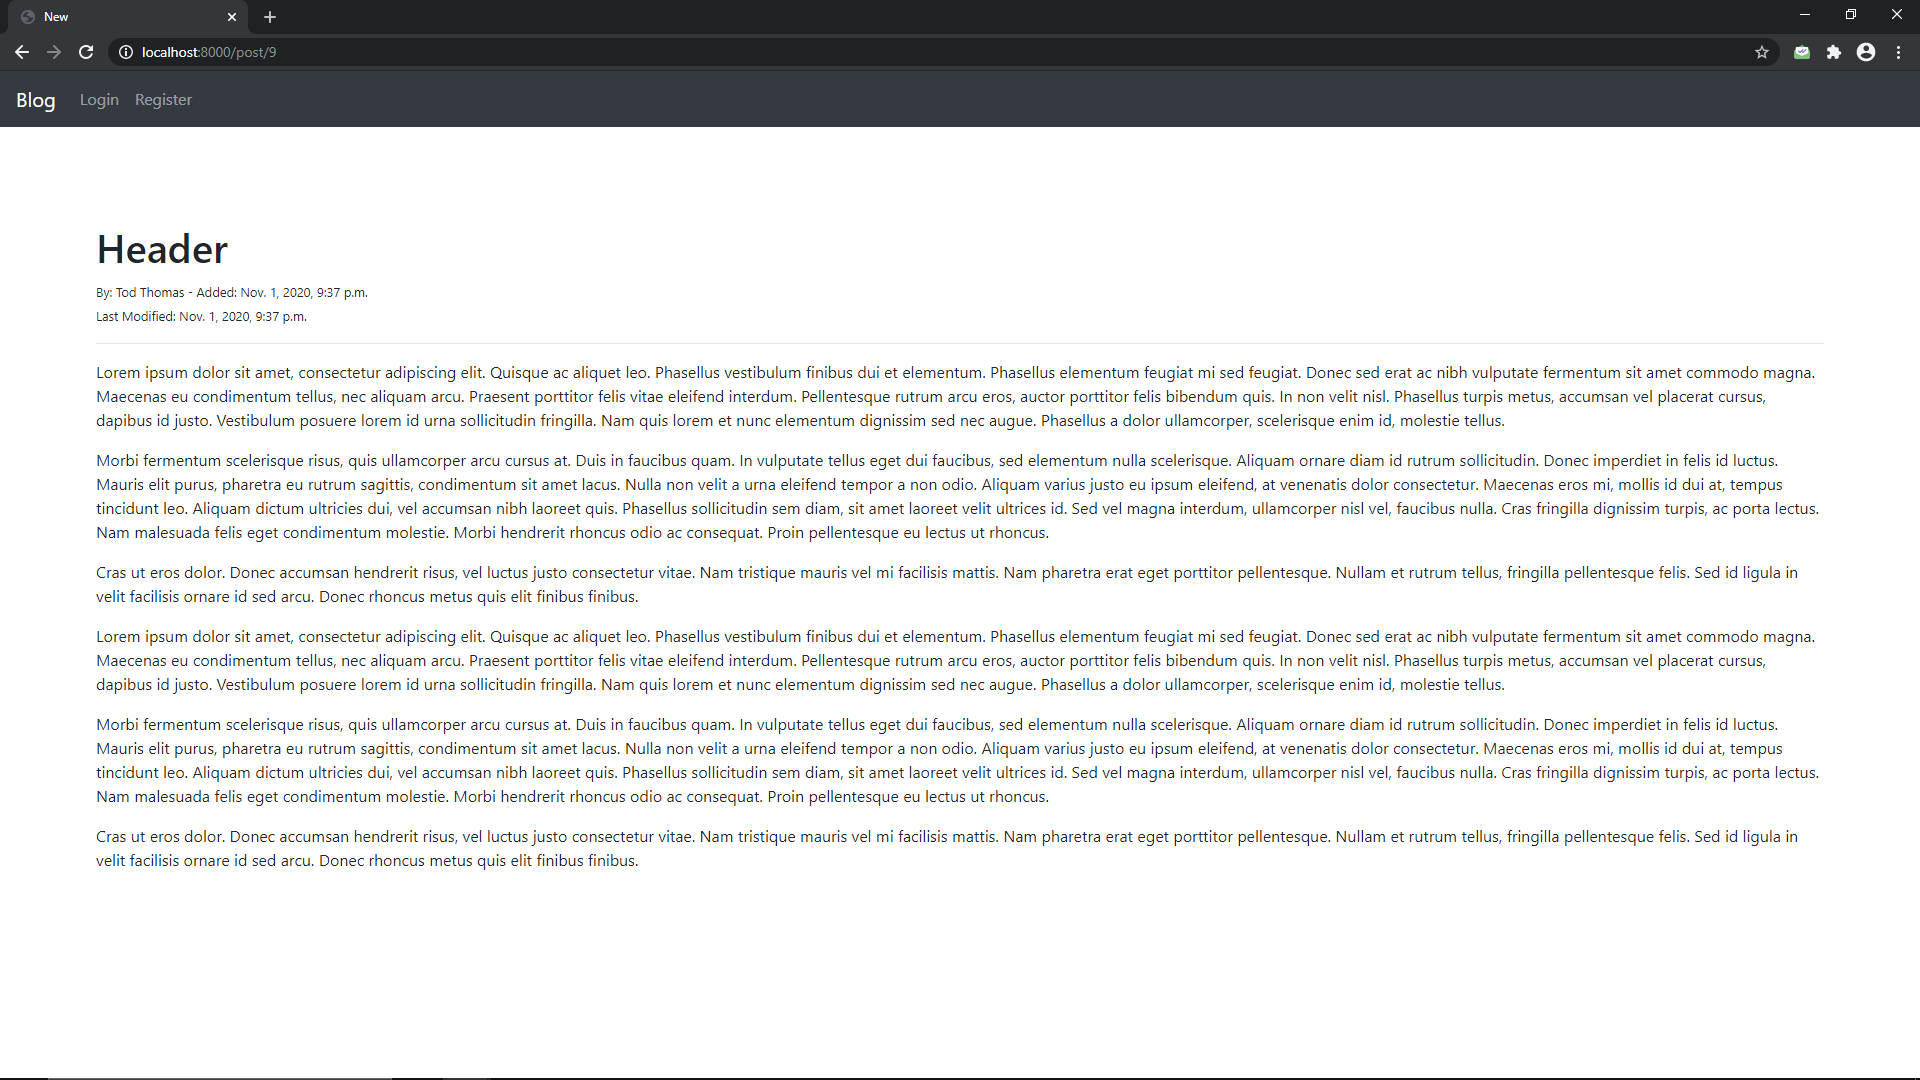 New
localhost:8000/post/9
Blog Login Register
Header
By: Tod Thomas - Added: Nov. 1, 2020, 9:37 p.m.
Last Modified: Nov. 1, 2020, 9:37 p.m.
Lorem ipsum dolor sit amet, consectetur adipiscing elit. Quisque ac aliquet leo. Phasellus vestibulum finibus dui et elementum. Phasellus elementum feugiat mi sed feugiat. Donec sed erat ac nibh vulputate fermentum sit amet commodo magna.
Maecenas eu condimentum tellus, nec aliquam arcu. Praesent porttitor felis vitae eleifend interdum. Pellentesque rutrum arcu eros, auctor porttitor felis bibendum quis. In non velit nisl. Phasellus turpis metus, accumsan vel placerat cursus,
dapibus id justo. Vestibulum posuere lorem id urna sollicitudin fringilla. Nam quis lorem et nunc elementum dignissim sed nec augue. Phasellus a dolor ullamcorper, scelerisque enim id, molestie tellus.
Morbi fermentum scelerisque risus, quis ullamcorper arcu cursus at. Duis in faucibus quam. In vulputate tellus eget dui faucibus, sed elementum nulla scelerisque. Aliquam ornare diam id rutrum sollicitudin. Donec imperdiet in felis id luctus.
Mauris elit purus, pharetra eu rutrum sagittis, condimentum sit amet lacus. Nulla non velit a urna eleifend tempor a non odio. Aliquam varius justo eu ipsum eleifend, at venenatis dolor consectetur. Maecenas eros mi, mollis id dui at, tempus
tincidunt leo. Aliquam dictum ultricies dui, vel accumsan nibh laoreet quis. Phasellus sollicitudin sem diam, sit amet laoreet velit ultrices id. Sed vel magna interdum, ullamcorper nisl vel, faucibus nulla. Cras fringilla dignissim turpis, ac porta lectus.
Nam malesuada felis eget condimentum molestie. Morbi hendrerit rhoncus odio ac consequat. Proin pellentesque eu lectus ut rhoncus.
Cras ut eros dolor. Donec accumsan hendrerit risus, vel luctus justo consectetur vitae. Nam tristique mauris vel mi facilisis mattis. Nam pharetra erat eget porttitor pellentesque. Nullam et rutrum tellus, fringilla pellentesque felis. Sed id ligula in
velit facilisis ornare id sed arcu. Donec rhoncus metus quis elit finibus finibus.
Lorem ipsum dolor sit amet, consectetur adipiscing elit. Quisque ac aliquet leo. Phasellus vestibulum finibus dui et elementum. Phasellus elementum feugiat mi sed feugiat. Donec sed erat ac nibh vulputate fermentum sit amet commodo magna.
Maecenas eu condimentum tellus, nec aliquam arcu. Praesent porttitor felis vitae eleifend interdum. Pellentesque rutrum arcu eros, auctor porttitor felis bibendum quis. In non velit nisl. Phasellus turpis metus, accumsan vel placerat cursus,
dapibus id justo. Vestibulum posuere lorem id urna sollicitudin fringilla. Nam quis lorem et nunc elementum dignissim sed nec augue. Phasellus a dolor ullamcorper, scelerisque enim id, molestie tellus.
Morbi fermentum scelerisque risus, quis ullamcorper arcu cursus at. Duis in faucibus quam. In vulputate tellus eget dui faucibus, sed elementum nulla scelerisque. Aliquam ornare diam id rutrum sollicitudin. Donec imperdiet in felis id luctus.
Mauris elit purus, pharetra eu rutrum sagittis, condimentum sit amet lacus. Nulla non velit a urna eleifend tempor a non odio. Aliquam varius justo eu ipsum eleifend, at venenatis dolor consectetur. Maecenas eros mi, mollis id dui at, tempus
tincidunt leo. Aliquam dictum ultricies dui, vel accumsan nibh laoreet quis. Phasellus sollicitudin sem diam, sit amet laoreet velit ultrices id. Sed vel magna interdum, ullamcorper nisl vel, faucibus nulla. Cras fringilla dignissim turpis, ac porta lectus.
Nam malesuada felis eget condimentum molestie. Morbi hendrerit rhoncus odio ac consequat. Proin pellentesque eu lectus ut rhoncus.
Cras ut eros dolor. Donec accumsan hendrerit risus, vel luctus justo consectetur vitae. Nam tristique mauris vel mi facilisis mattis. Nam pharetra erat eget porttitor pellentesque. Nullam et rutrum tellus, fringilla pellentesque felis. Sed id ligula in
velit facilisis ornare id sed arcu. Donec rhoncus metus quis elit finibus finibus.